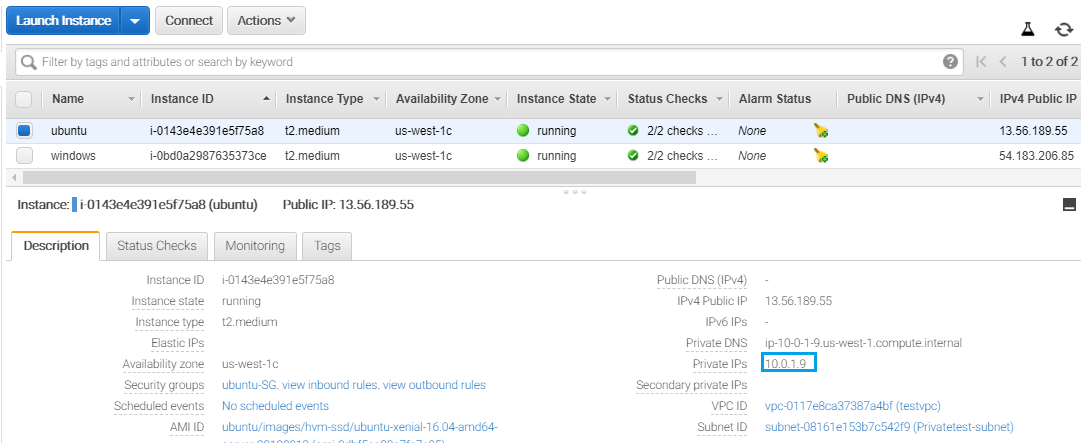 Launch Instance Connect Actions
Filter by tags and attributes or search by keyword 1 to 2 of 2
Name Instance ID Instance Type Availability Zone Instance State Status Checks Alarm Status Public DNS (IPv4) IPv4 Public IP
ubuntu i-0143e4e391e5f75a8 t2.medium us-west-1c running 2/2 checks ... None 13.56.189.55
windows i-0bd0a2987635373ce t2.medium us-west-1c running 2/2 checks ... None 54.183.206.85
Instance: i-0143e4e391e5f75a8 (ubuntu) Public IP: 13.56.189.55
Description Status Checks Monitoring Tags
Instance ID i-0143e4e391e5f75a8 Public DNS (IPv4) -
Instance state running IPv4 Public IP 13.56.189.55
Instance type t2.medium IPv6 IPs -
Elastic IPs Private DNS ip-10-0-1-9.us-west-1.compute.internal
Availability zone us-west-1c Private IPs 10.0.1.9
Security groups ubuntu-SG. view inbound rules. view outbound rules Secondary private IPs
Scheduled events No scheduled events VPC ID vpc-0117e8ca37387a4bf (testvpc)
AMI ID ubuntu/images/hvm-ssd/ubuntu-xenial-16.04-amd64- Subnet ID subnet-08161e153b7c542f9 (Privatetest-subnet)